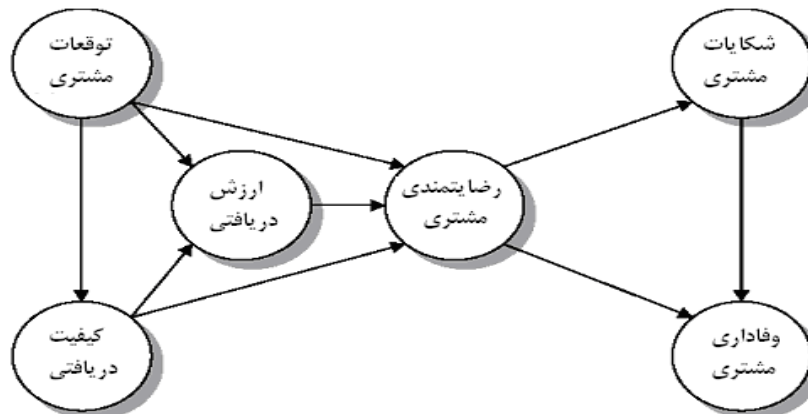 توقعات
مشتری
شکایات
مشتری
ارزش
دریافتی
رضایتمندی
مشتری
کیفیت
دریافتی
وفاداری
مشتری